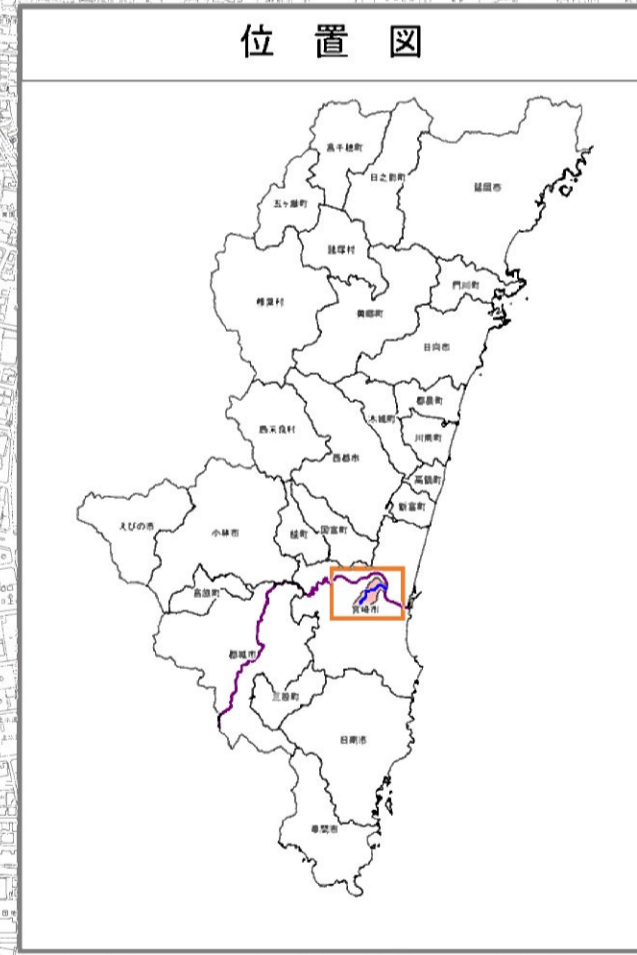 位 置 図
高千穂町
日之影町
延岡市
五ヶ瀬町
諸塚村
門川町
椎葉村
美郷町
日向市
都農町
木城町
西米良村
川南町
西都市
高鍋町
新富町
えびの市
小林市
綾町
国富町
高原町
宮崎市
都城市
三股町
日南市
串間市